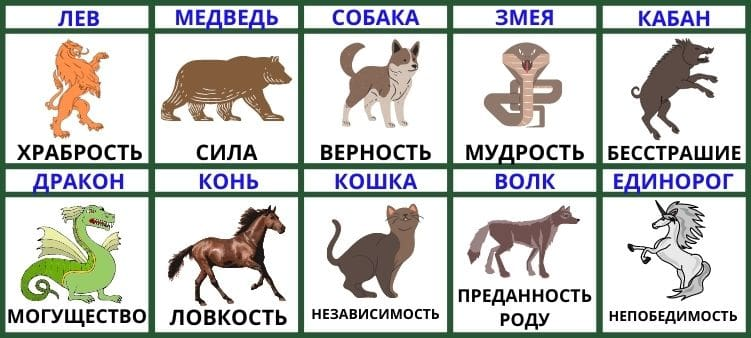 ЛЕВ
МЕДВЕДЬ
СОБАКА
ЗМЕЯ
КАБАН
ХРАБРОСТЬ
СИЛА
ВЕРНОСТЬ
МУДРОСТЬ
БЕССТРАШИЕ
ДРАКОН
КОНЬ
КОШКА
ВОЛК
ЕДИНОРОГ
МОГУЩЕСТВО
ЛОВКОСТЬ
НЕЗАВИСИМОСТЬ
ПРЕДАННОСТЬ
РОДУ
НЕПОБЕДИМОСТЬ